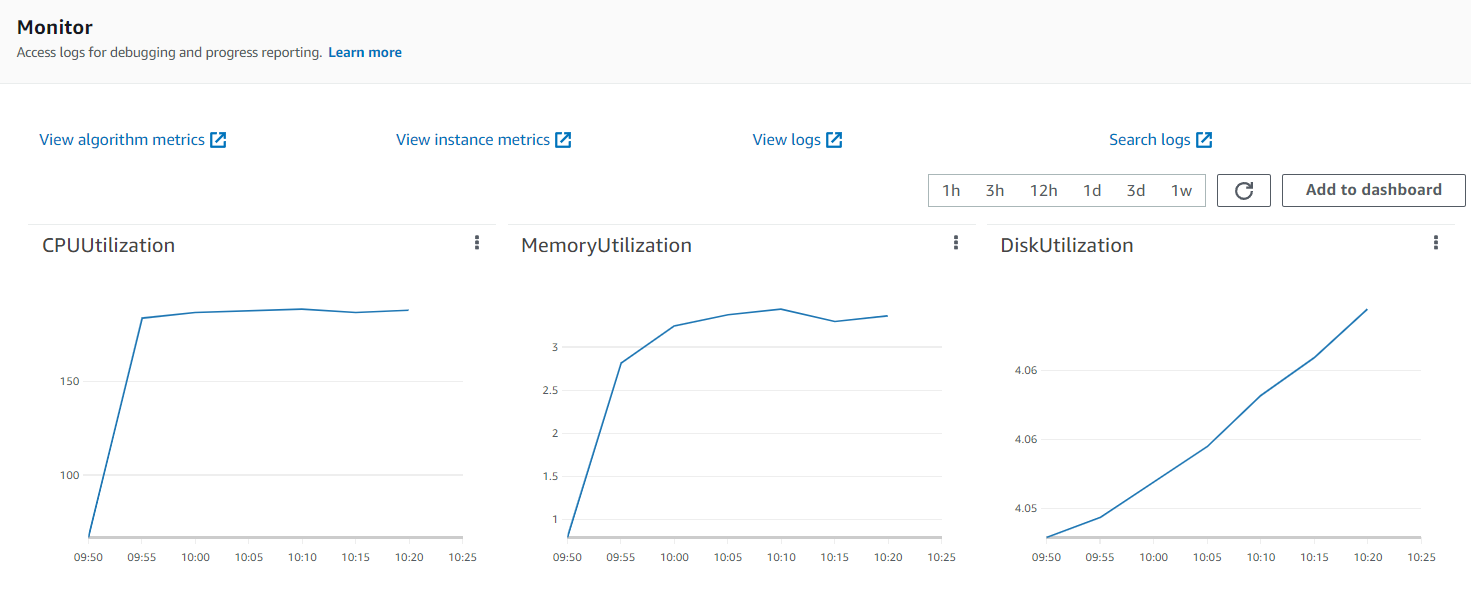 Monitor
Access logs for debugging and progress reporting. Learn more
View algorithm metrics
View instance metrics
View logs
Search logs
1h 3h 12h 1d 3d 1w
Add to dashboard
CPUUtilization
150
100
09:50 09:55 10:00 10:05 10:10 10:15 10:20 10:25
MemoryUtilization
3
2.5
2
1.5
1
09:50 09:55 10:00 10:05 10:10 10:15 10:20 10:25
DiskUtilization
4.06
4.06
4.05
09:50 09:55 10:00 10:05 10:10 10:15 10:20 10:25